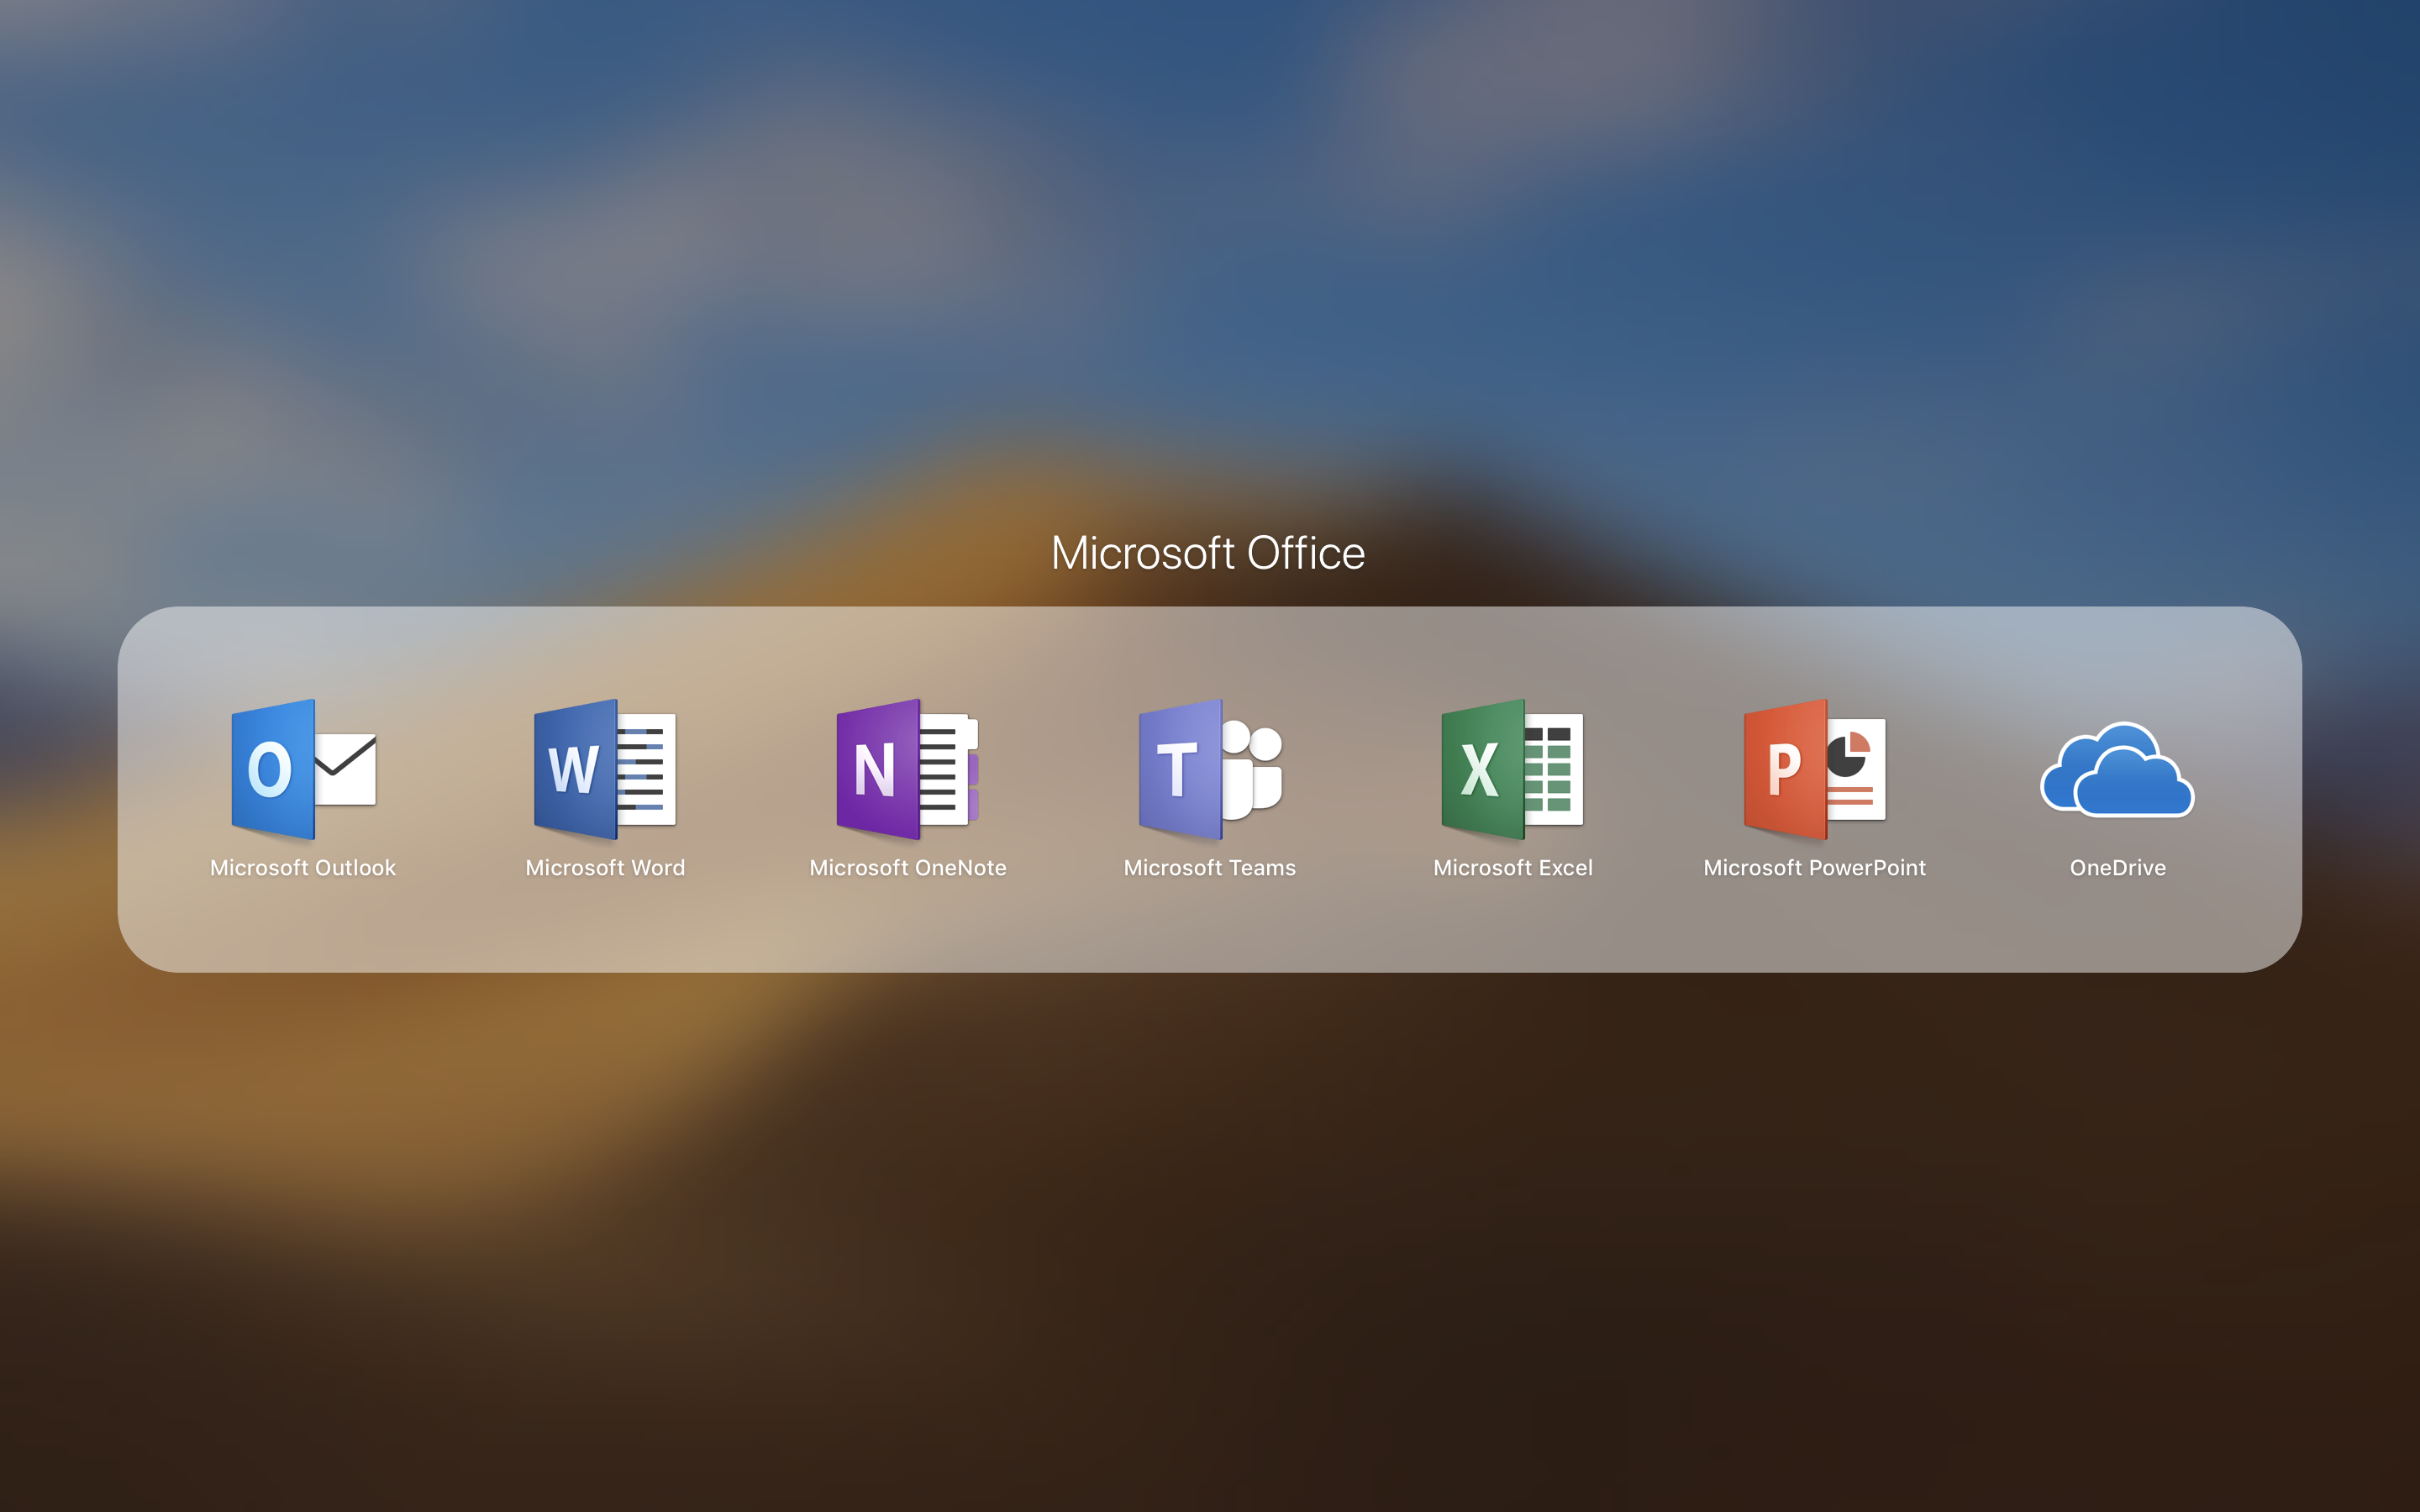 Microsoft Office
O
W
N
T
X
P
Microsoft Outlook
Microsoft Word
Microsoft OneNote
Microsoft Teams
Microsoft Excel
Microsoft PowerPoint
OneDrive